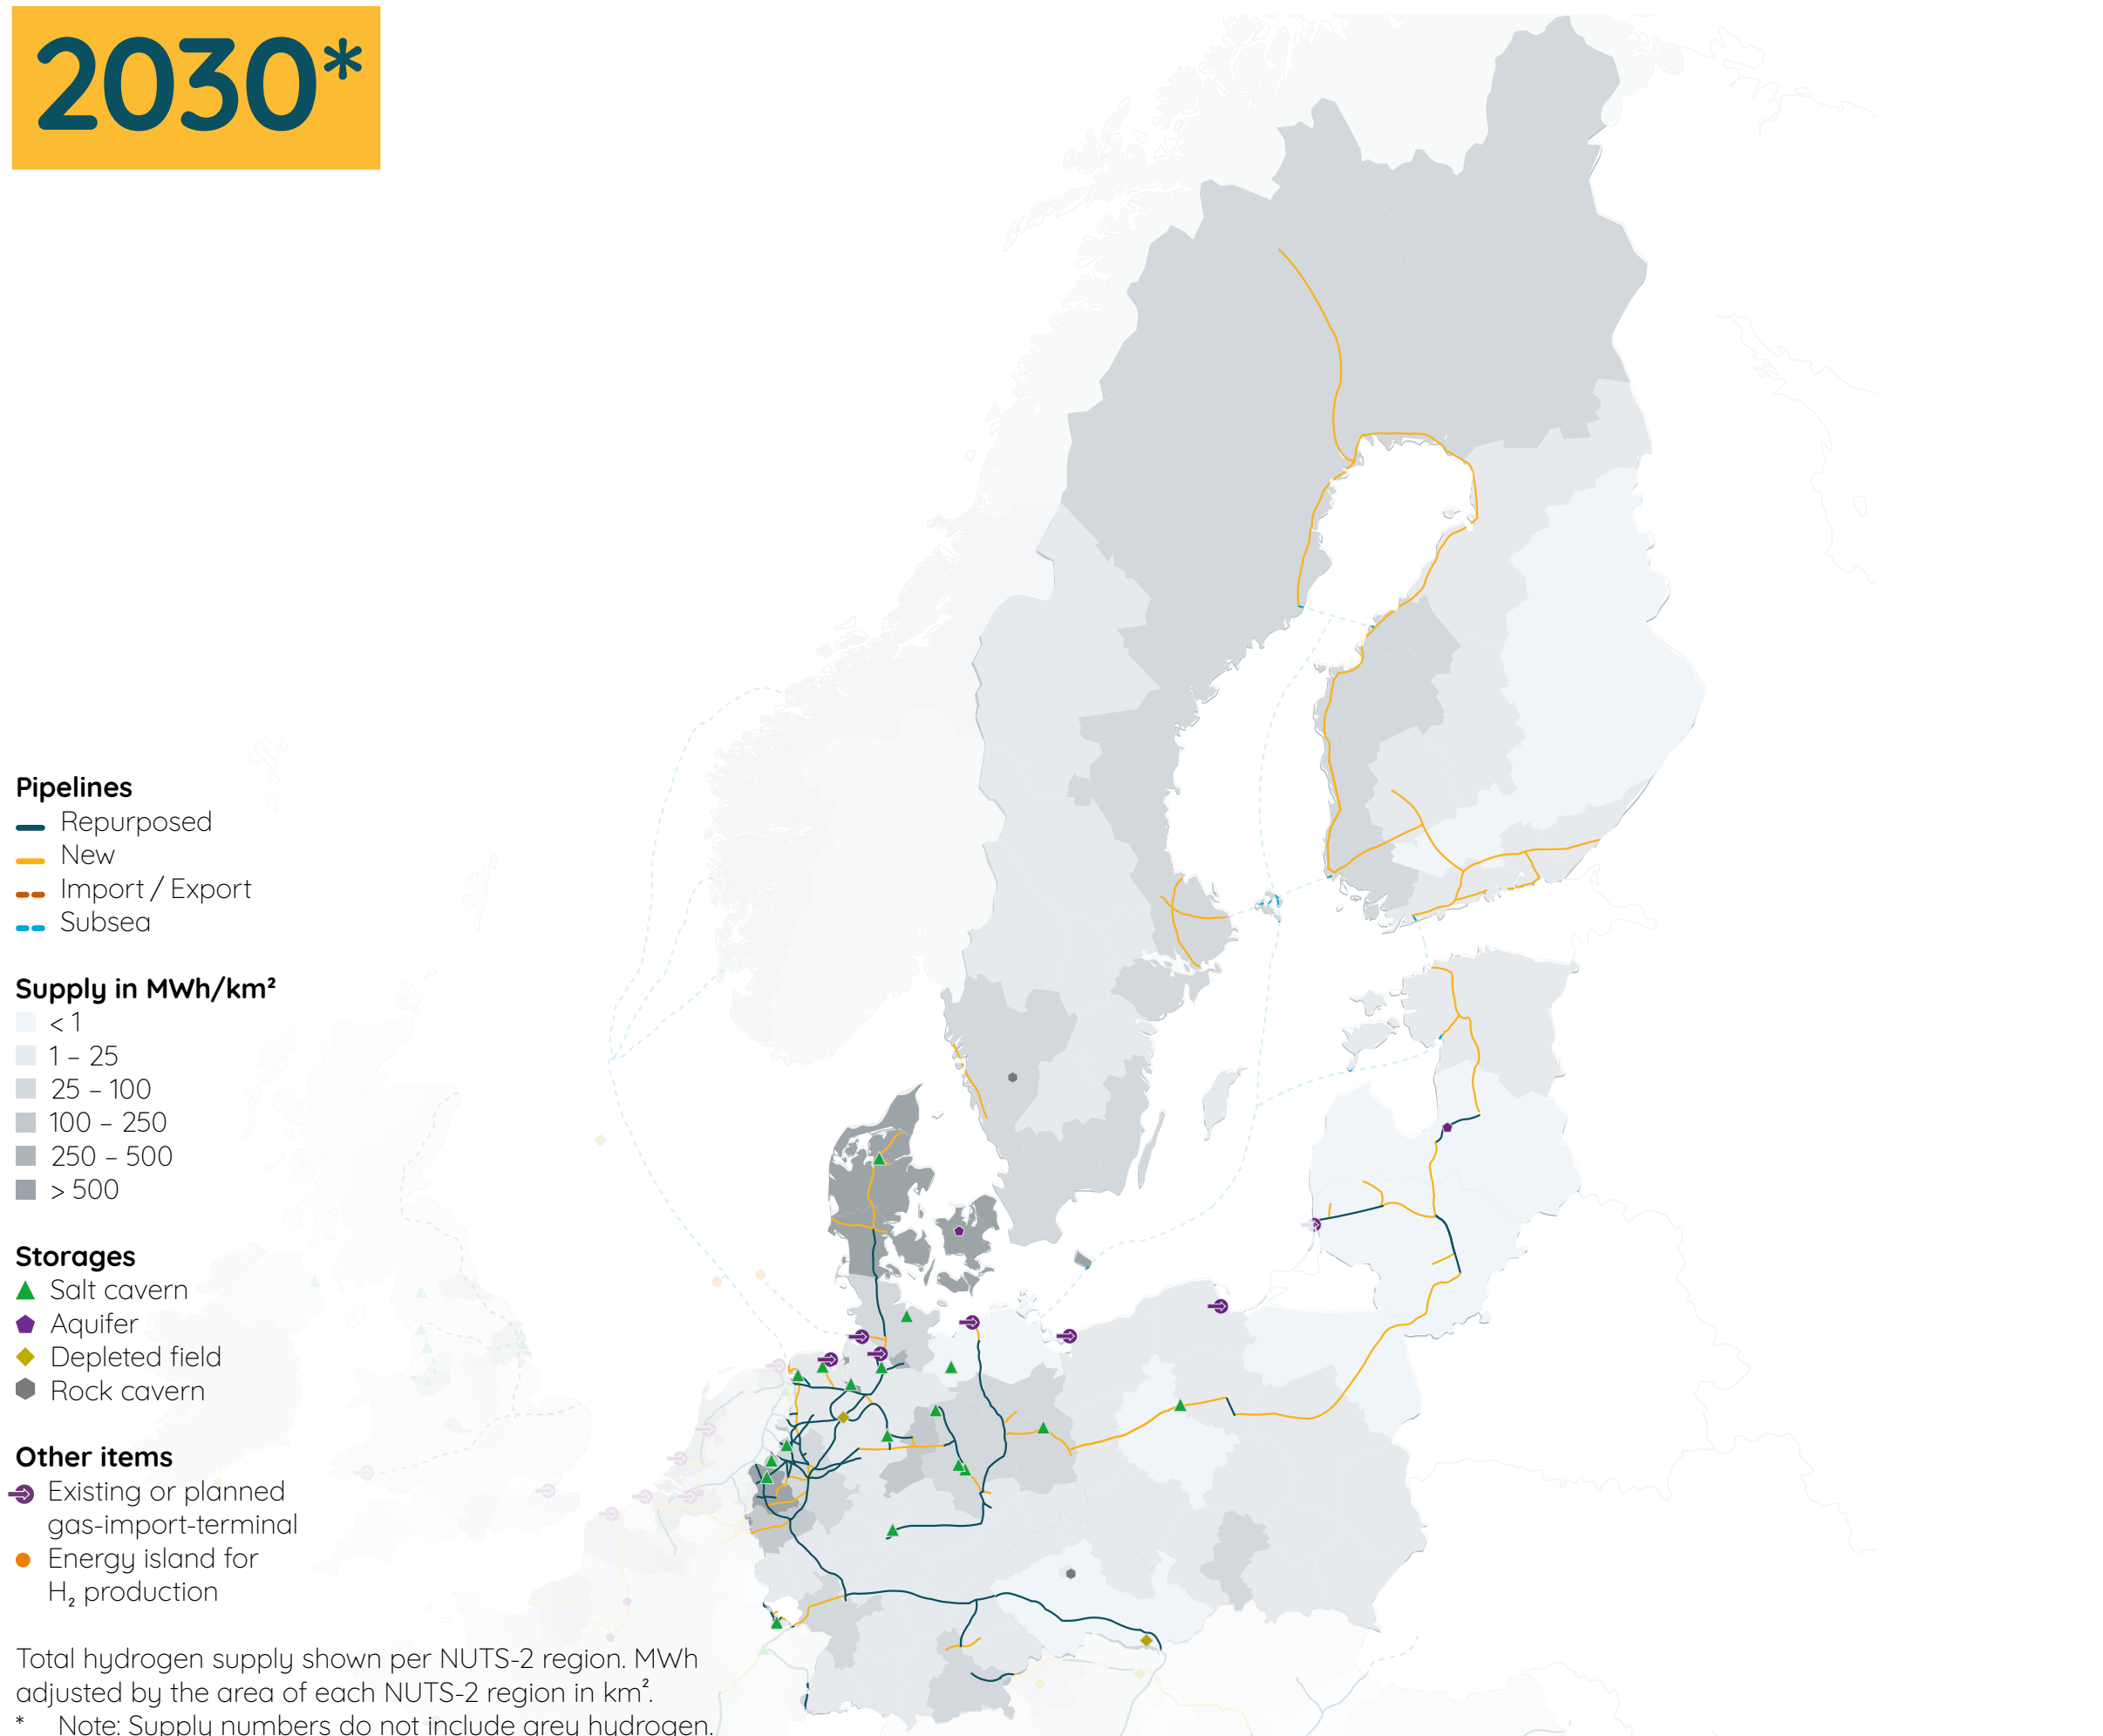 2030*
Pipelines
Repurposed
New
Import / Export
Subsea
Supply in MWh/km²
< 1
1 – 25
25 – 100
100 – 250
250 – 500
> 500
Storages
Salt cavern
Aquifer
Depleted field
Rock cavern
Other items
Existing or planned
gas-import-terminal
Energy island for
H₂ production
Total hydrogen supply shown per NUTS-2 region. MWh
adjusted by the area of each NUTS-2 region in km².
* Note: Supply numbers do not include grey hydrogen.